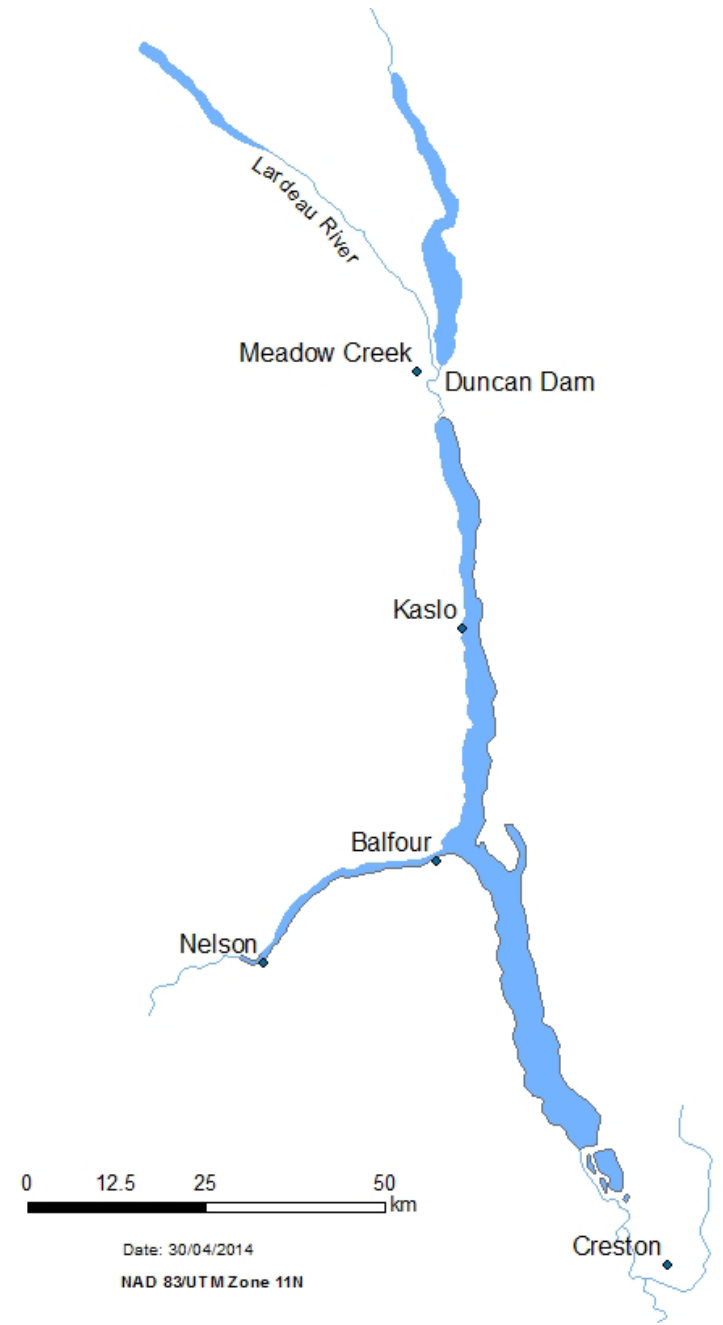 Lardeau River
Meadow Creek
Duncan Dam
Kaslo
Balfour
Nelson
0 12.5 25 50
km
Creston
Date: 30/04/2014
NAD 83/UTM Zone 11N